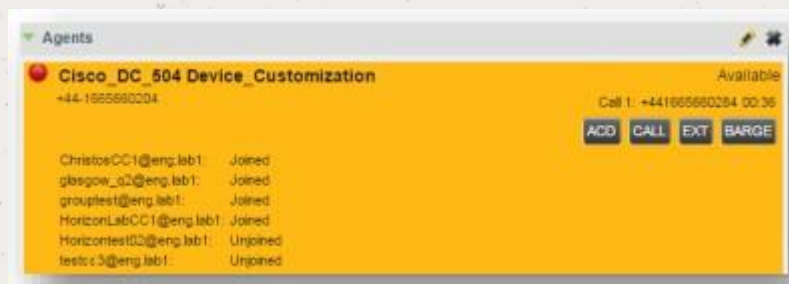 Agents
Cisco_DC_504 Device_Customization
Available
+44-1665660204
Call 1: +441665660284 00:36
ACD CALL EXT BARGE
ChristosCC1@eng.lab1: Joined
glasgow_q2@eng.lab1: Joined
grouptest@eng.lab1: Joined
HorizonLabCC1@eng.lab1: Joined
Horizontest02@eng.lab1: Unjoined
testcc3@eng.lab1: Unjoined